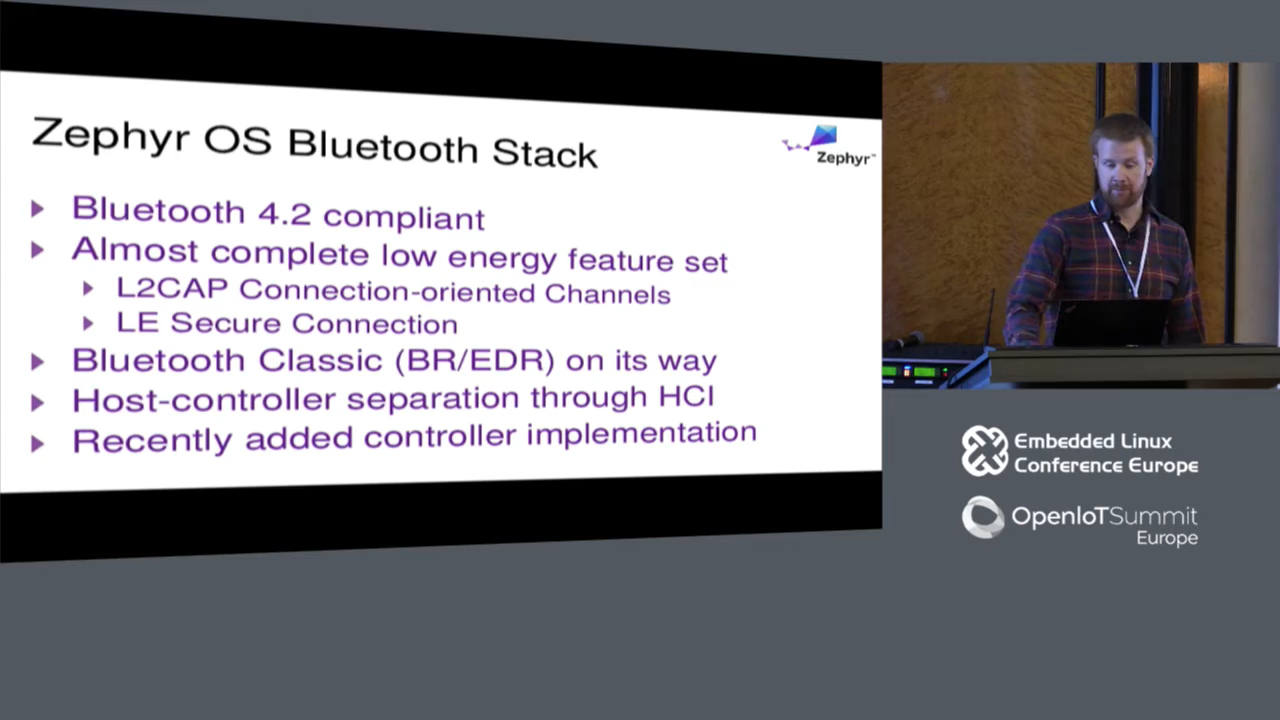 Zephyr OS Bluetooth Stack
Zephyr™
Bluetooth 4.2 compliant
Almost complete low energy feature set
L2CAP Connection-oriented Channels
LE Secure Connection
Bluetooth Classic (BR/EDR) on its way
Host-controller separation through HCI
Recently added controller implementation
Embedded Linux
Conference Europe
OpenIoTSummit
Europe